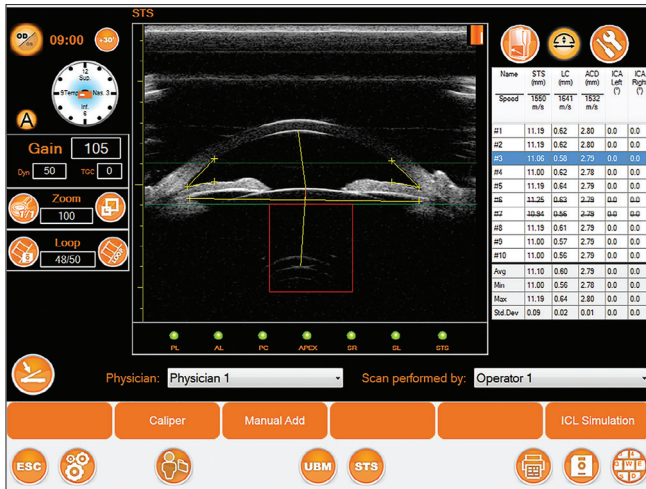 STS
OD/
09:00
+30'
12
Sup.
9 Temp.
Nas. 3
Inf.
6
A
Gain 105
Dyn 50 TGC 0
Zoom
100
Loop
48/50
PL AL PC APEX SR SL STS
Name STS (mm) LC (mm) ACD (mm) ICA Left (°) ICA Right (°)
Speed 1550 m/s 1641 m/s 1532 m/s
#1 11.19 0.62 2.80 0.0 0.0
#2 11.19 0.62 2.80 0.0 0.0
#3 11.06 0.58 2.79 0.0 0.0
#4 11.00 0.62 2.78 0.0 0.0
#5 11.19 0.64 2.79 0.0 0.0
#6 11.25 0.63 2.79 0.0 0.0
#7 10.94 0.56 2.79 0.0 0.0
#8 11.19 0.61 2.79 0.0 0.0
#9 11.00 0.57 2.79 0.0 0.0
#10 11.00 0.56 2.79 0.0 0.0
Avg 11.10 0.60 2.79 0.0 0.0
Min 11.00 0.56 2.78 0.0 0.0
Max 11.19 0.64 2.80 0.0 0.0
Std.Dev 0.09 0.02 0.01 0.0 0.0
Physician: Physician 1 Scan performed by: Operator 1
Caliper Manual Add ICL Simulation
ESC UBM STS